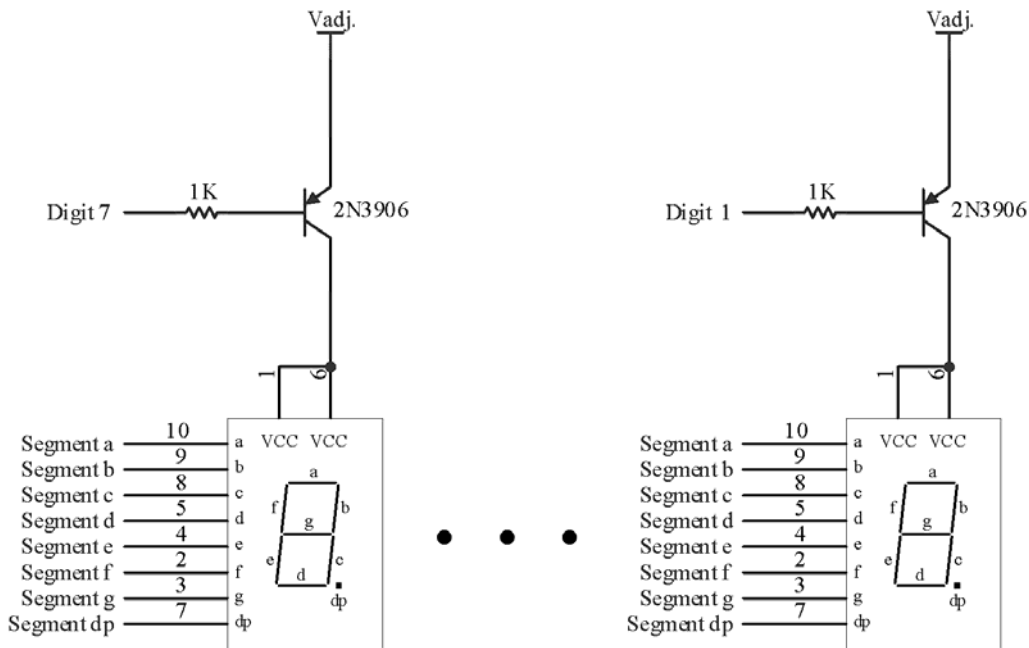 Vadj.
Vadj.
1K
Digit 7
2N3906
1K
Digit 1
2N3906
1
6
1
6
Segment a 10 a VCC VCC
Segment b 9 b
Segment c 8 c
Segment d 5 d
Segment e 4 e
Segment f 2 f
Segment g 3 g
Segment dp 7 dp
a
f b
g
e c
d
dp
Segment a 10 a VCC VCC
Segment b 9 b
Segment c 8 c
Segment d 5 d
Segment e 4 e
Segment f 2 f
Segment g 3 g
Segment dp 7 dp
a
f b
g
e c
d
dp